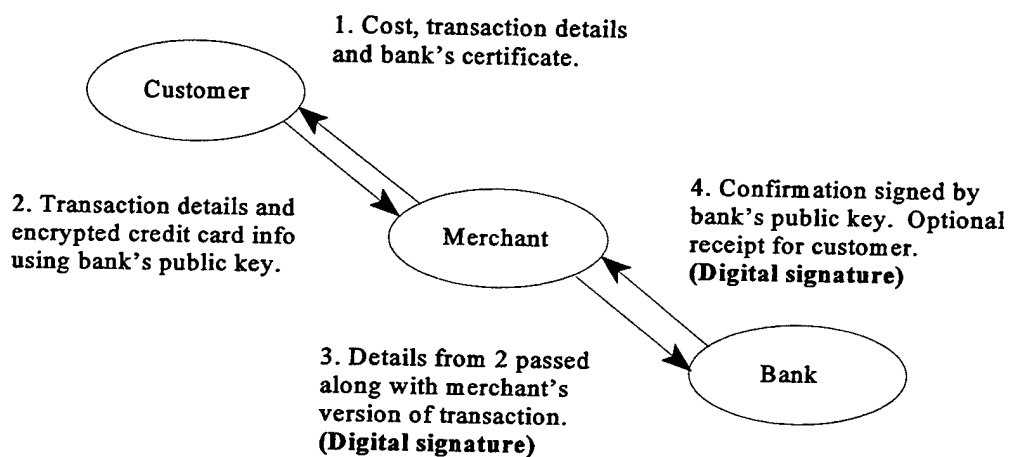 1. Cost, transaction details
and bank's certificate.
Customer
2. Transaction details and
encrypted credit card info
using bank's public key.
Merchant
4. Confirmation signed by
bank's public key. Optional
receipt for customer.
(Digital signature)
3. Details from 2 passed
along with merchant's
version of transaction.
(Digital signature)
Bank